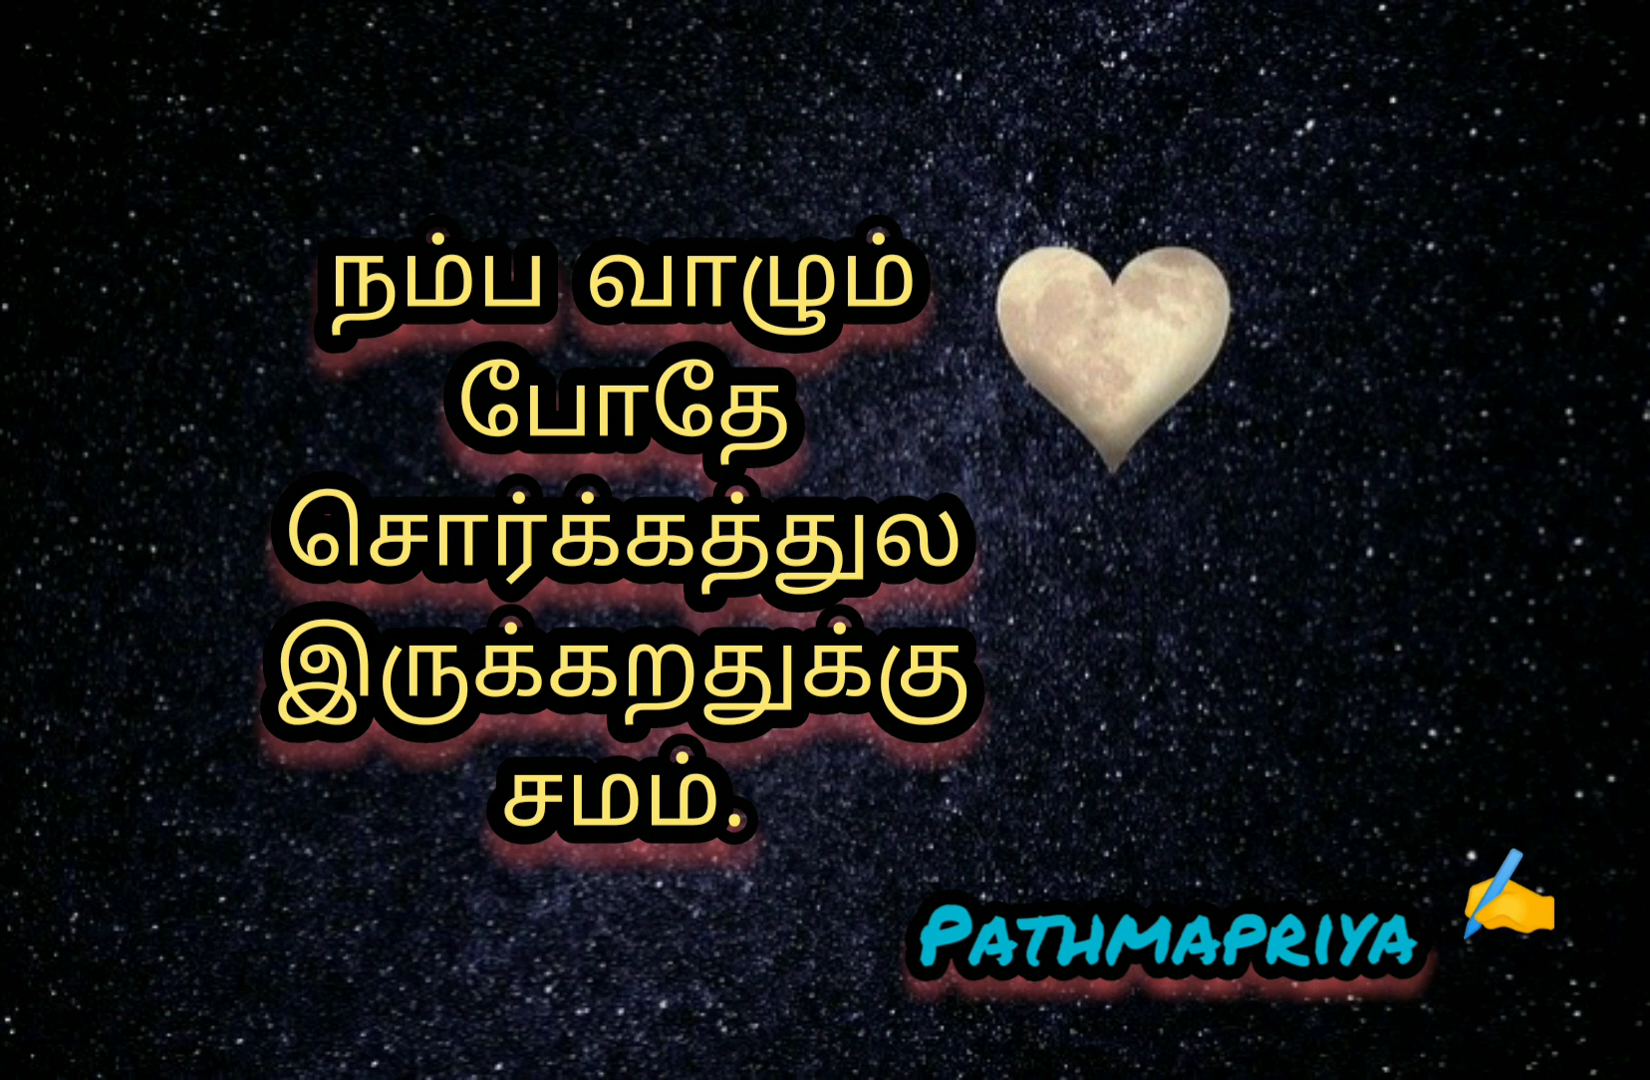 நம்ப வாழும்
போதே
சொர்க்கத்துல
இருக்கறதுக்கு
சமம்.
PATHMAPRIYA ✍️